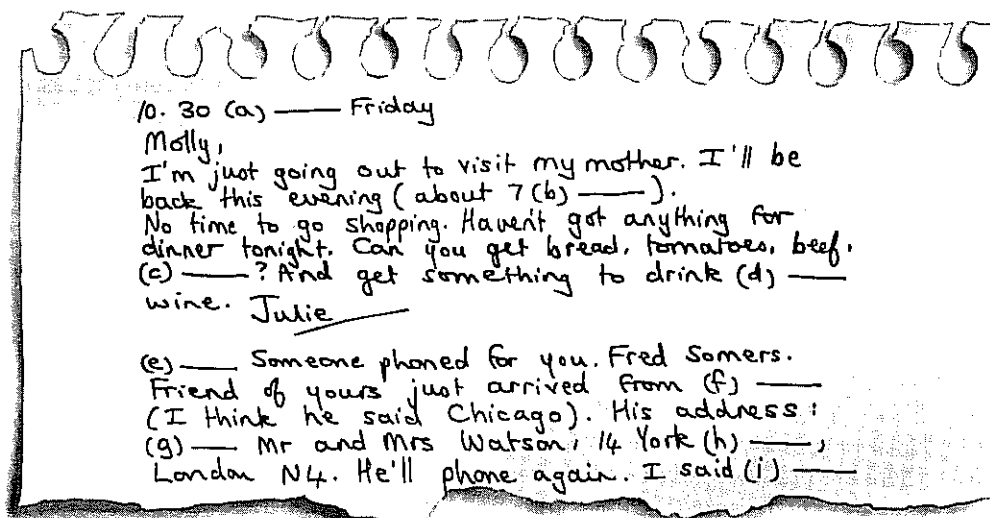 10.30 (a) —— Friday
Molly,
I'm just going out to visit my mother. I'll be
back this evening (about 7 (b) ——).
No time to go shopping. Haven't got anything for
dinner tonight. Can you get bread, tomatoes, beef,
(c) ——? And get something to drink (d) ——
wine. Julie
(e) —— Someone phoned for you. Fred Somers.
Friend of yours just arrived from (f) ——
(I think he said Chicago). His address:
(g) — Mr and Mrs Watson, 14 York (h) ——,
London N4. He'll phone again. I said (i) ——